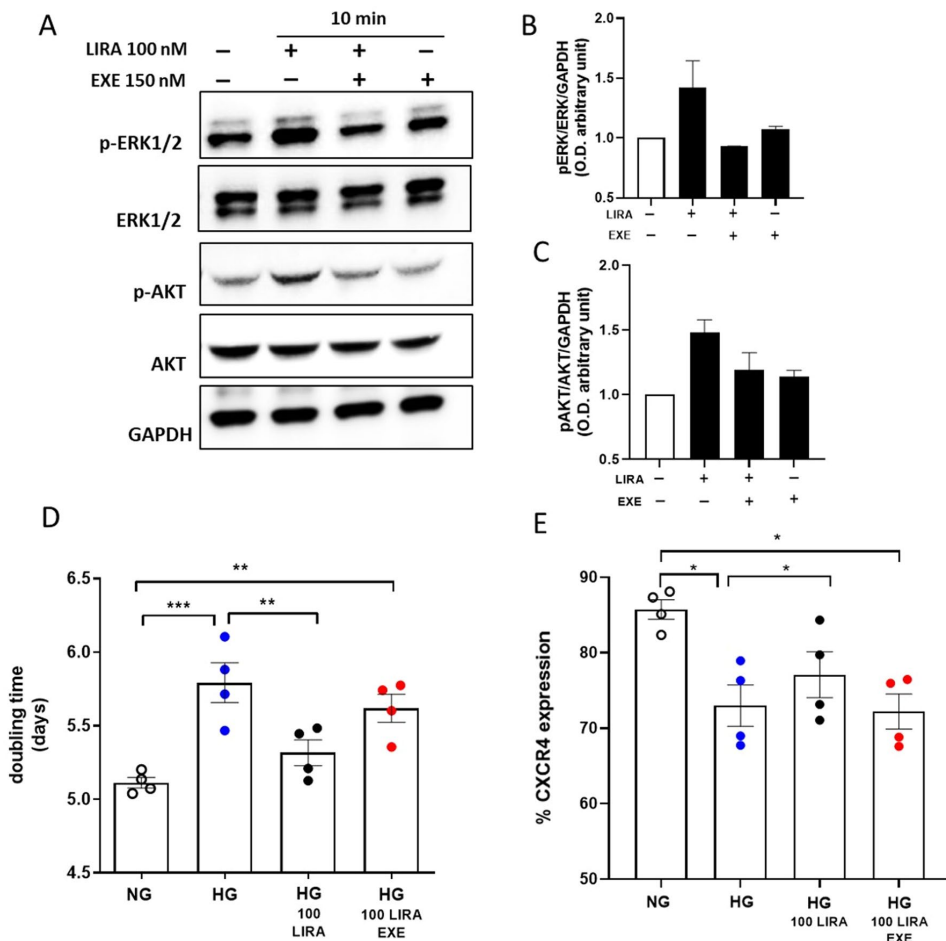 A
10 min
LIRA 100 nM – + + –
EXE 150 nM – – + +
p-ERK1/2
ERK1/2
p-AKT
AKT
GAPDH
B
pERK/ERK/GAPDH
(O.D. arbitrary unit)
2.0
1.5
1.0
0.5
LIRA – + + –
EXE – – + +
C
pAKT/AKT/GAPDH
(O.D. arbitrary unit)
2.0
1.5
1.0
0.5
LIRA – + + –
EXE – – + +
D
doubling time
(days)
6.5
6.0
5.5
5.0
4.5
**
*** **
NG HG HG HG
100 100 LIRA
LIRA EXE
E
% CXCR4 expression
90
80
70
60
50
*
* *
NG HG HG HG
100 LIRA 100 LIRA
EXE